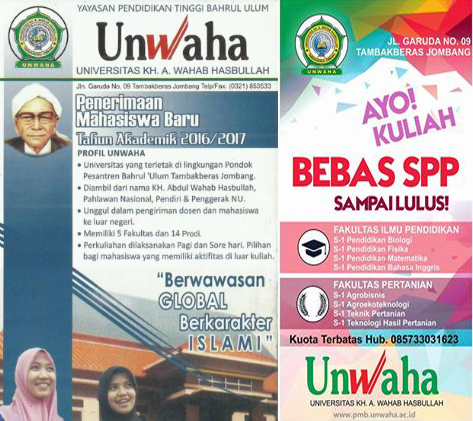 YAYASAN PENDIDIKAN TINGGI BAHRUL ULUM
UNWAHA
Unwaha
UNIVERSITAS KH. A. WAHAB HASBULLAH
Jln. Garuda No. 09 Tambakberas Jombang Telp/Fax. (0321) 853533
Penerimaan
Mahasiswa Baru
Tahun Akademik 2016/2017
PROFIL UNWAHA
• Universitas yang terletak di lingkungan Pondok
Pesantren Bahrul 'Ulum Tambakberas Jombang.
• Diambil dari nama KH. Abdul Wahab Hasbullah,
Pahlawan Nasional, Pendiri & Penggerak NU.
• Unggul dalam pengiriman dosen dan mahasiswa
ke luar negeri.
• Memiliki 5 Fakultas dan 14 Prodi.
• Perkuliahan dilaksanakan Pagi dan Sore hari. Pilihan
bagi mahasiswa yang memiliki aktifitas di luar kuliah.
"Berwawasan
GLOBAL
Berkarakter
ISLAMI"
UNWAHA
JL. GARUDA NO. 09
TAMBAKBERAS JOMBANG
AYO!
KULIAH
BEBAS SPP
SAMPAI LULUS!
FAKULTAS ILMU PENDIDIKAN
S-1 Pendidikan Biologi
S-1 Pendidikan Fisika
S-1 Pendidikan Matematika
S-1 Pendidikan Bahasa Inggris
FAKULTAS PERTANIAN
S-1 Agrobisnis
S-1 Agroekoteknologi
S-1 Teknik Pertanian
S-1 Teknologi Hasil Pertanian
Kuota Terbatas Hub. 085733031623
Unwaha
UNIVERSITAS KH. A. WAHAB HASBULLAH
www.pmb.unwaha.ac.id